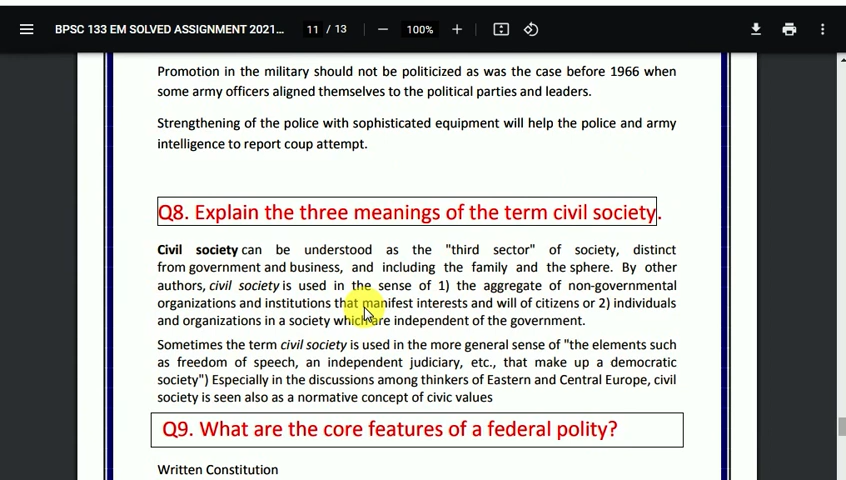 BPSC 133 EM SOLVED ASSIGNMENT 2021... 11 / 13 100%
Promotion in the military should not be politicized as was the case before 1966 when
some army officers aligned themselves to the political parties and leaders.
Strengthening of the police with sophisticated equipment will help the police and army
intelligence to report coup attempt.
Q8. Explain the three meanings of the term civil society.
Civil society can be understood as the "third sector" of society, distinct
from government and business, and including the family and the sphere. By other
authors, civil society is used in the sense of 1) the aggregate of non-governmental
organizations and institutions that manifest interests and will of citizens or 2) individuals
and organizations in a society which are independent of the government.
Sometimes the term civil society is used in the more general sense of "the elements such
as freedom of speech, an independent judiciary, etc., that make up a democratic
society") Especially in the discussions among thinkers of Eastern and Central Europe, civil
society is seen also as a normative concept of civic values
Q9. What are the core features of a federal polity?
Written Constitution